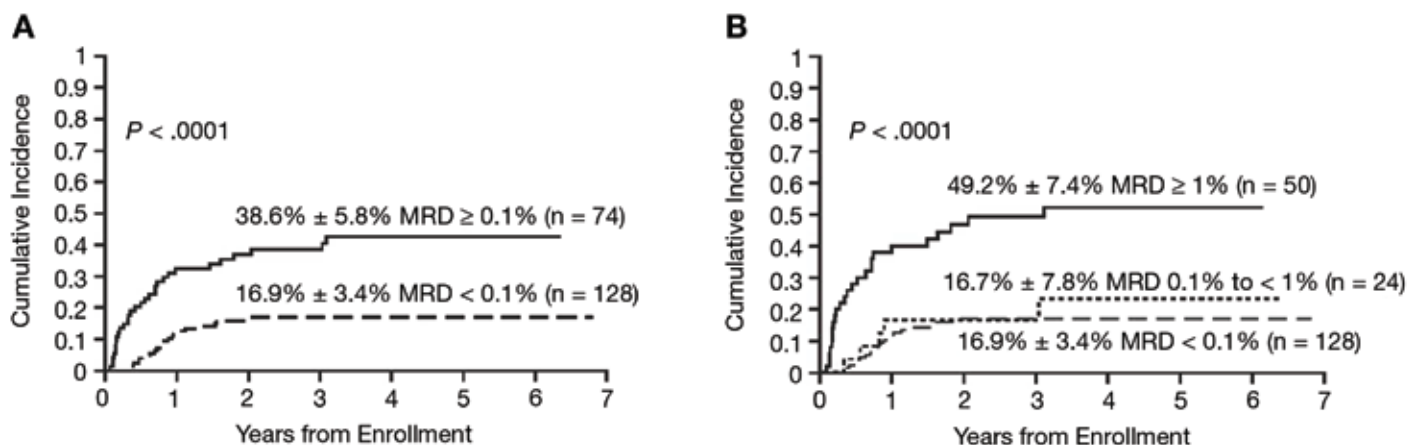 A
Cumulative Incidence
1
0.9
0.8
0.7
0.6
0.5
0.4
0.3
0.2
0.1
0
P < .0001
38.6% ± 5.8% MRD ≥ 0.1% (n = 74)
16.9% ± 3.4% MRD < 0.1% (n = 128)
0 1 2 3 4 5 6 7
Years from Enrollment
B
Cumulative Incidence
1
0.9
0.8
0.7
0.6
0.5
0.4
0.3
0.2
0.1
0
P < .0001
49.2% ± 7.4% MRD ≥ 1% (n = 50)
16.7% ± 7.8% MRD 0.1% to < 1% (n = 24)
16.9% ± 3.4% MRD < 0.1% (n = 128)
0 1 2 3 4 5 6 7
Years from Enrollment